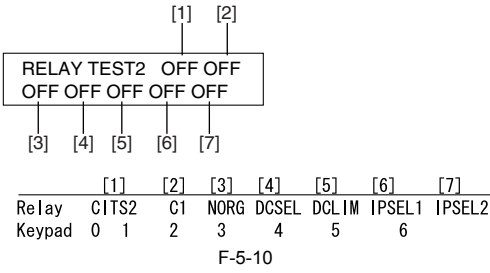 [1] [2]
RELAY TEST2 OFF OFF
OFF OFF OFF OFF OFF
[3] [4] [5] [6] [7]
[1] [2] [3] [4] [5] [6] [7]
Relay CITS2 C1 NORG DCSEL DCLIM IPSEL1 IPSEL2
Keypad 0 1 2 3 4 5 6
F-5-10